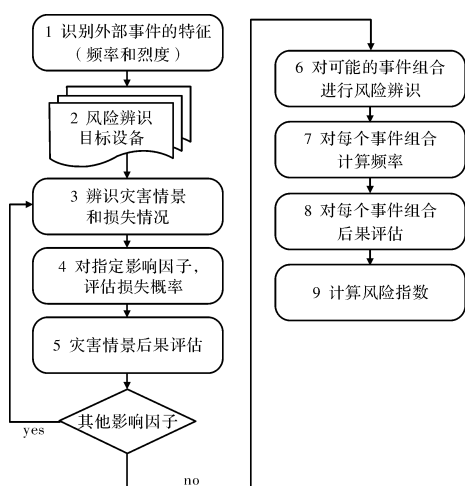 1 识别外部事件的特征
(频率和烈度)
2 风险辨识
目标设备
3 辨识灾害情景
和损失情况
4 对指定影响因子,
评估损失概率
5 灾害情景后果评估
其他影响因子
yes
no
6 对可能的事件组合
进行风险辨识
7 对每个事件组合
计算频率
8 对每个事件组合
后果评估
9 计算风险指数